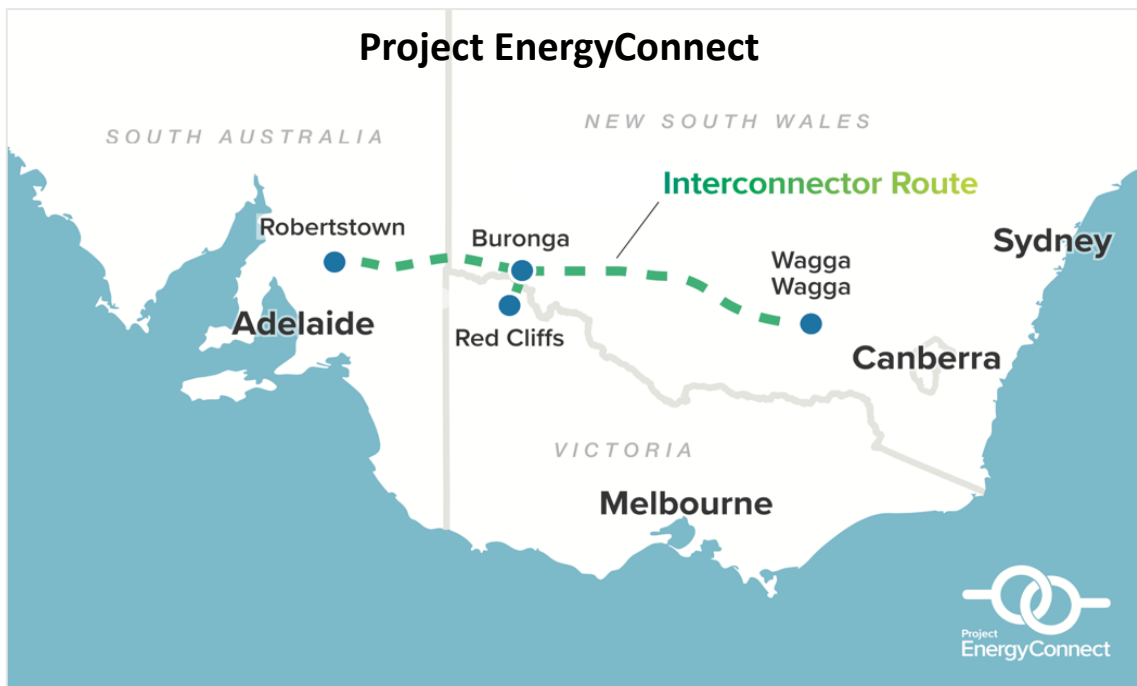 Project EnergyConnect
SOUTH AUSTRALIA
NEW SOUTH WALES
Interconnector Route
Robertstown
Buronga
Sydney
Wagga
Wagga
Adelaide
Red Cliffs
Canberra
VICTORIA
Melbourne
Project
EnergyConnect